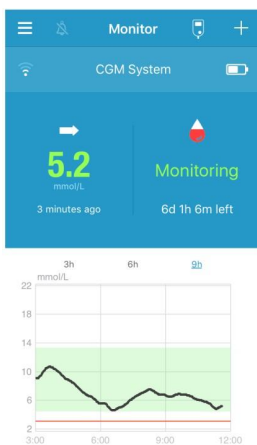 Monitor
CGM System
5.2
mmol/L
3 minutes ago
Monitoring
6d 1h 6m left
3h 6h 9h
mmol/L
22
18
14
10
6
2
3:00 6:00 9:00 12:00